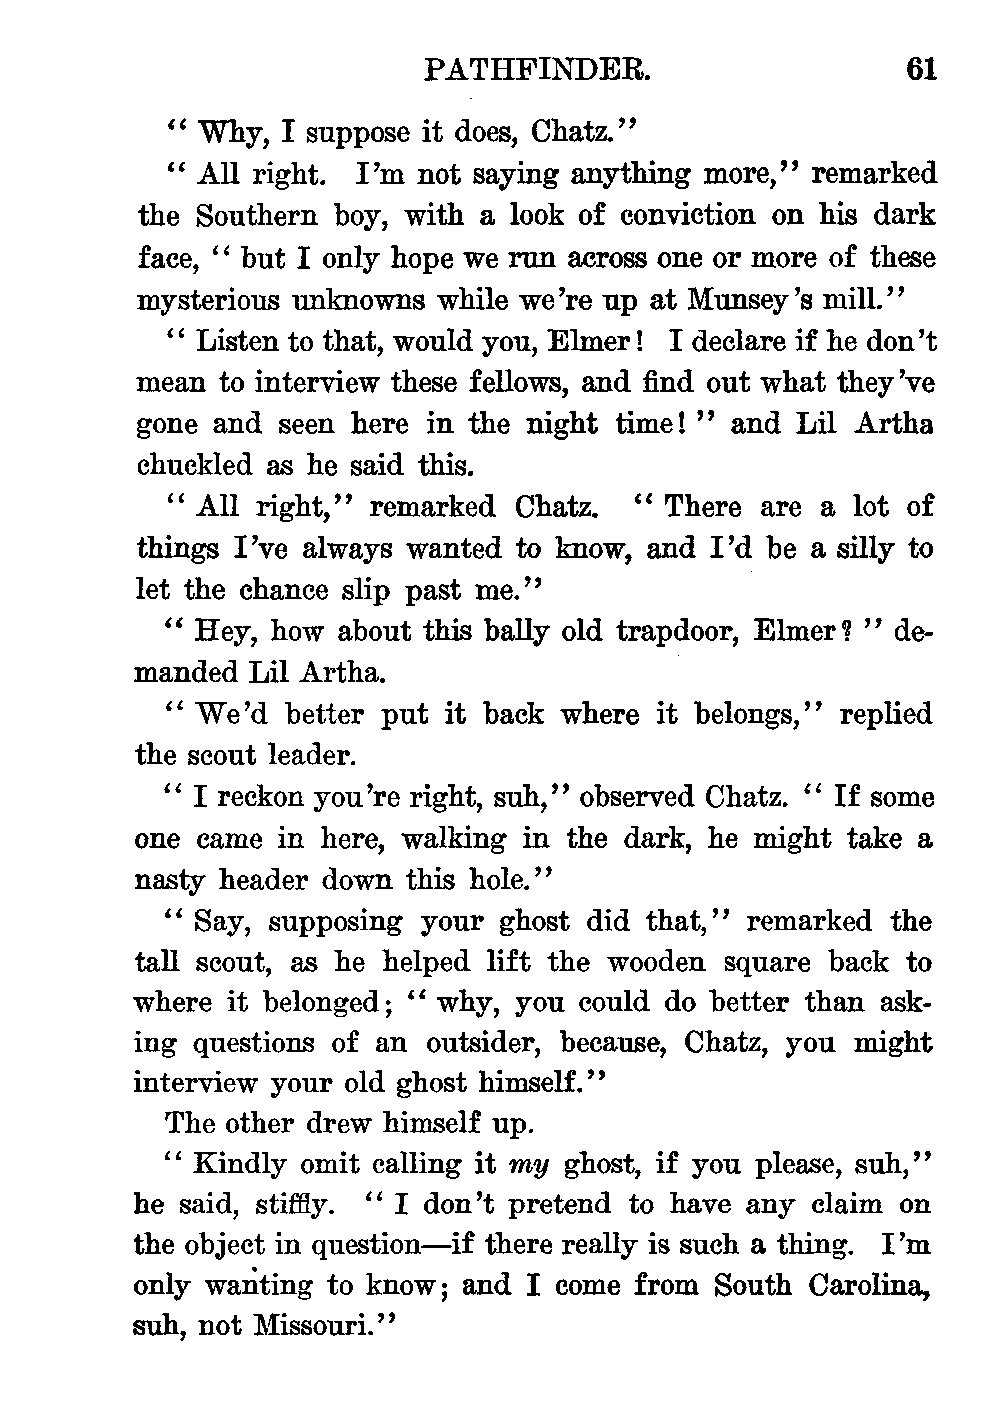 PATHFINDER. 61
“ Why, I suppose it does, Chatz.”
“ All right. I’m not saying anything more,” remarked
the Southern boy, with a look of conviction on his dark
face, “ but I only hope we run across one or more of these
mysterious unknowns while we’re up at Munsey’s mill.”
“ Listen to that, would you, Elmer! I declare if he don’t
mean to interview these fellows, and find out what they’ve
gone and seen here in the night time! ” and Lil Artha
chuckled as he said this.
“ All right,” remarked Chatz. “ There are a lot of
things I’ve always wanted to know, and I’d be a silly to
let the chance slip past me.”
“ Hey, how about this bally old trapdoor, Elmer? ” de-
manded Lil Artha.
“ We’d better put it back where it belongs,” replied
the scout leader.
“ I reckon you’re right, suh,” observed Chatz. “ If some
one came in here, walking in the dark, he might take a
nasty header down this hole.”
“ Say, supposing your ghost did that,” remarked the
tall scout, as he helped lift the wooden square back to
where it belonged; “ why, you could do better than ask-
ing questions of an outsider, because, Chatz, you might
interview your old ghost himself.”
The other drew himself up.
“ Kindly omit calling it my ghost, if you please, suh,”
he said, stiffly. “ I don’t pretend to have any claim on
the object in question—if there really is such a thing. I’m
only wanting to know; and I come from South Carolina,
suh, not Missouri.”